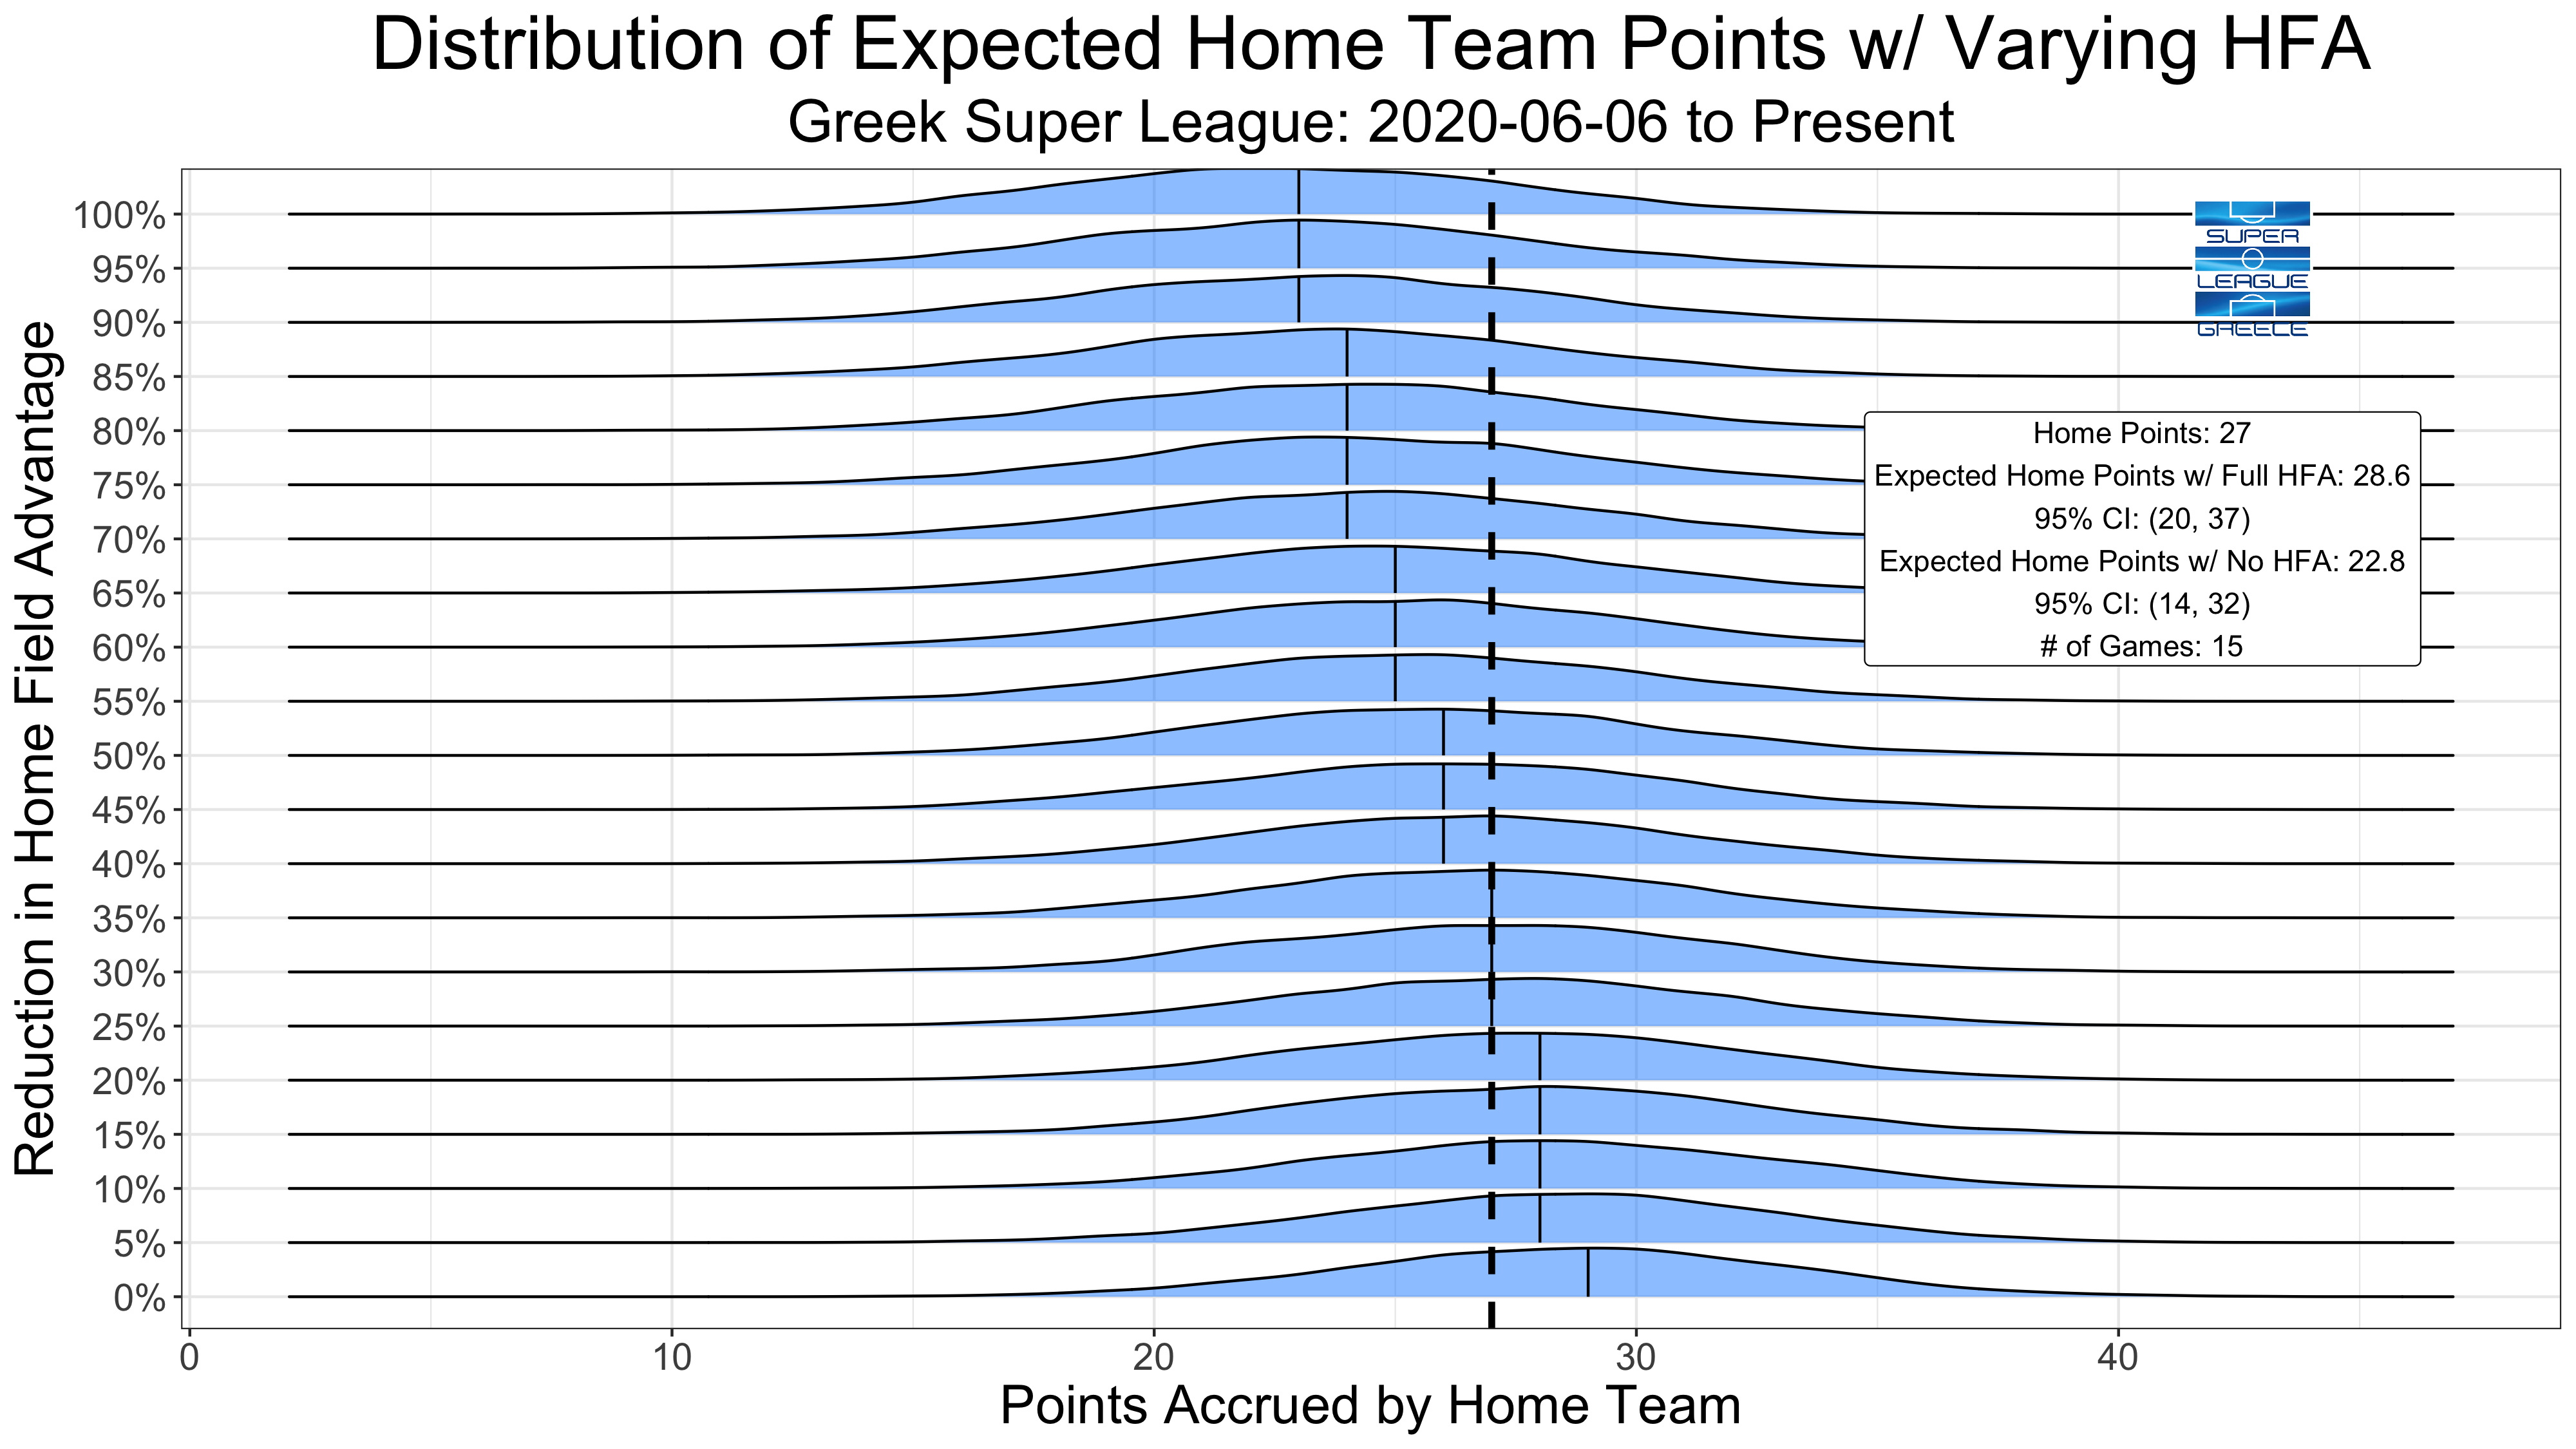 Distribution of Expected Home Team Points w/ Varying HFA
Greek Super League: 2020-06-06 to Present
Reduction in Home Field Advantage
100%
95%
90%
85%
80%
75%
70%
65%
60%
55%
50%
45%
40%
35%
30%
25%
20%
15%
10%
5%
0%
SUPER
LEAGUE
GREECE
Home Points: 27
Expected Home Points w/ Full HFA: 28.6
95% CI: (20, 37)
Expected Home Points w/ No HFA: 22.8
95% CI: (14, 32)
# of Games: 15
0 10 20 30 40
Points Accrued by Home Team